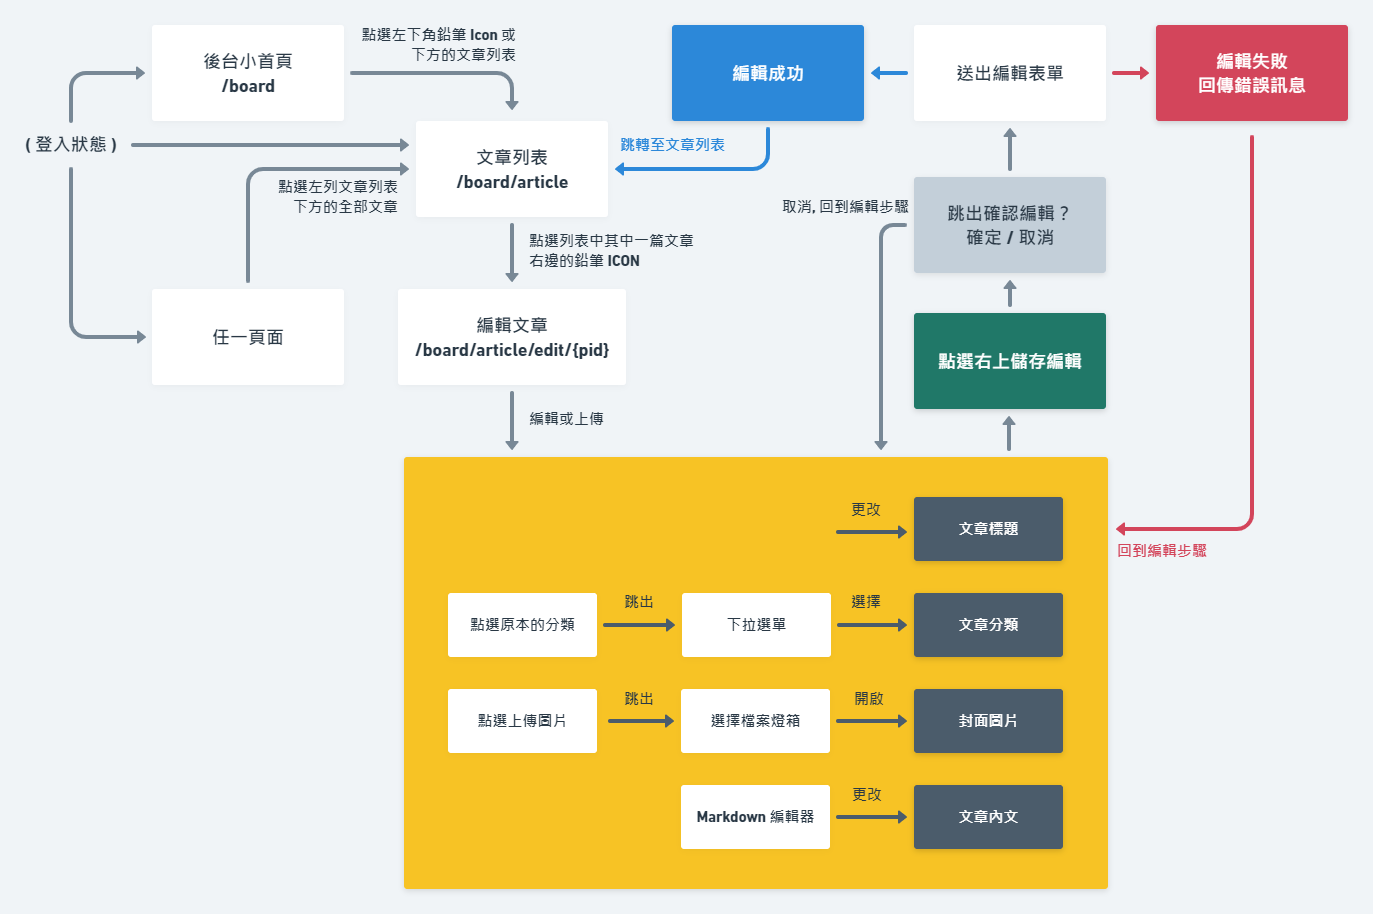 後台小首頁
/board
點選左下角鉛筆 Icon 或
下方的文章列表
編輯成功
送出編輯表單
編輯失敗
回傳錯誤訊息
( 登入狀態 )
文章列表
/board/article
跳轉至文章列表
點選左列文章列表
下方的全部文章
取消, 回到編輯步驟
跳出確認編輯？
確定 / 取消
點選列表中其中一篇文章
右邊的鉛筆 ICON
任一頁面
編輯文章
/board/article/edit/{pid}
點選右上儲存編輯
編輯或上傳
更改
文章標題
回到編輯步驟
點選原本的分類
跳出
下拉選單
選擇
文章分類
點選上傳圖片
跳出
選擇檔案燈箱
開啟
封面圖片
Markdown 編輯器
更改
文章內文